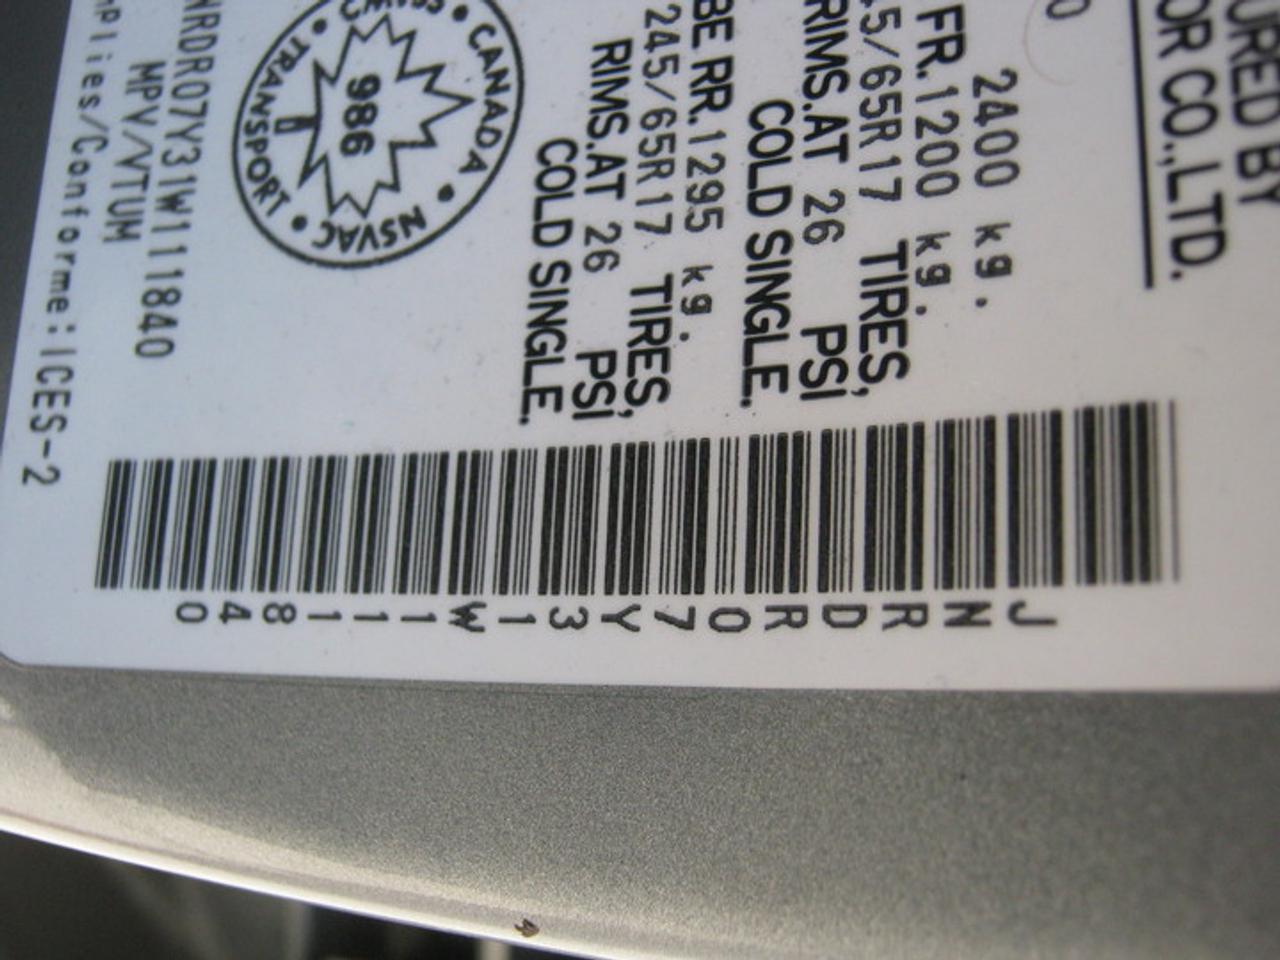 URED BY
OR CO.,LTD.
2400 kg.
FR. 1200 kg.
5/65R17 TIRES,
RIMS.AT 26 PSI
COLD SINGLE.
BE RR. 1295 kg.
245/65R17 TIRES,
RIMS.AT 26 PSI
COLD SINGLE.
CANADA • NSVAC • TRANSPORT •
986
NRDR07Y31W111840
MPV/VTUM
mplies/Conforme:ICES-2
JNRDR07Y31W111840